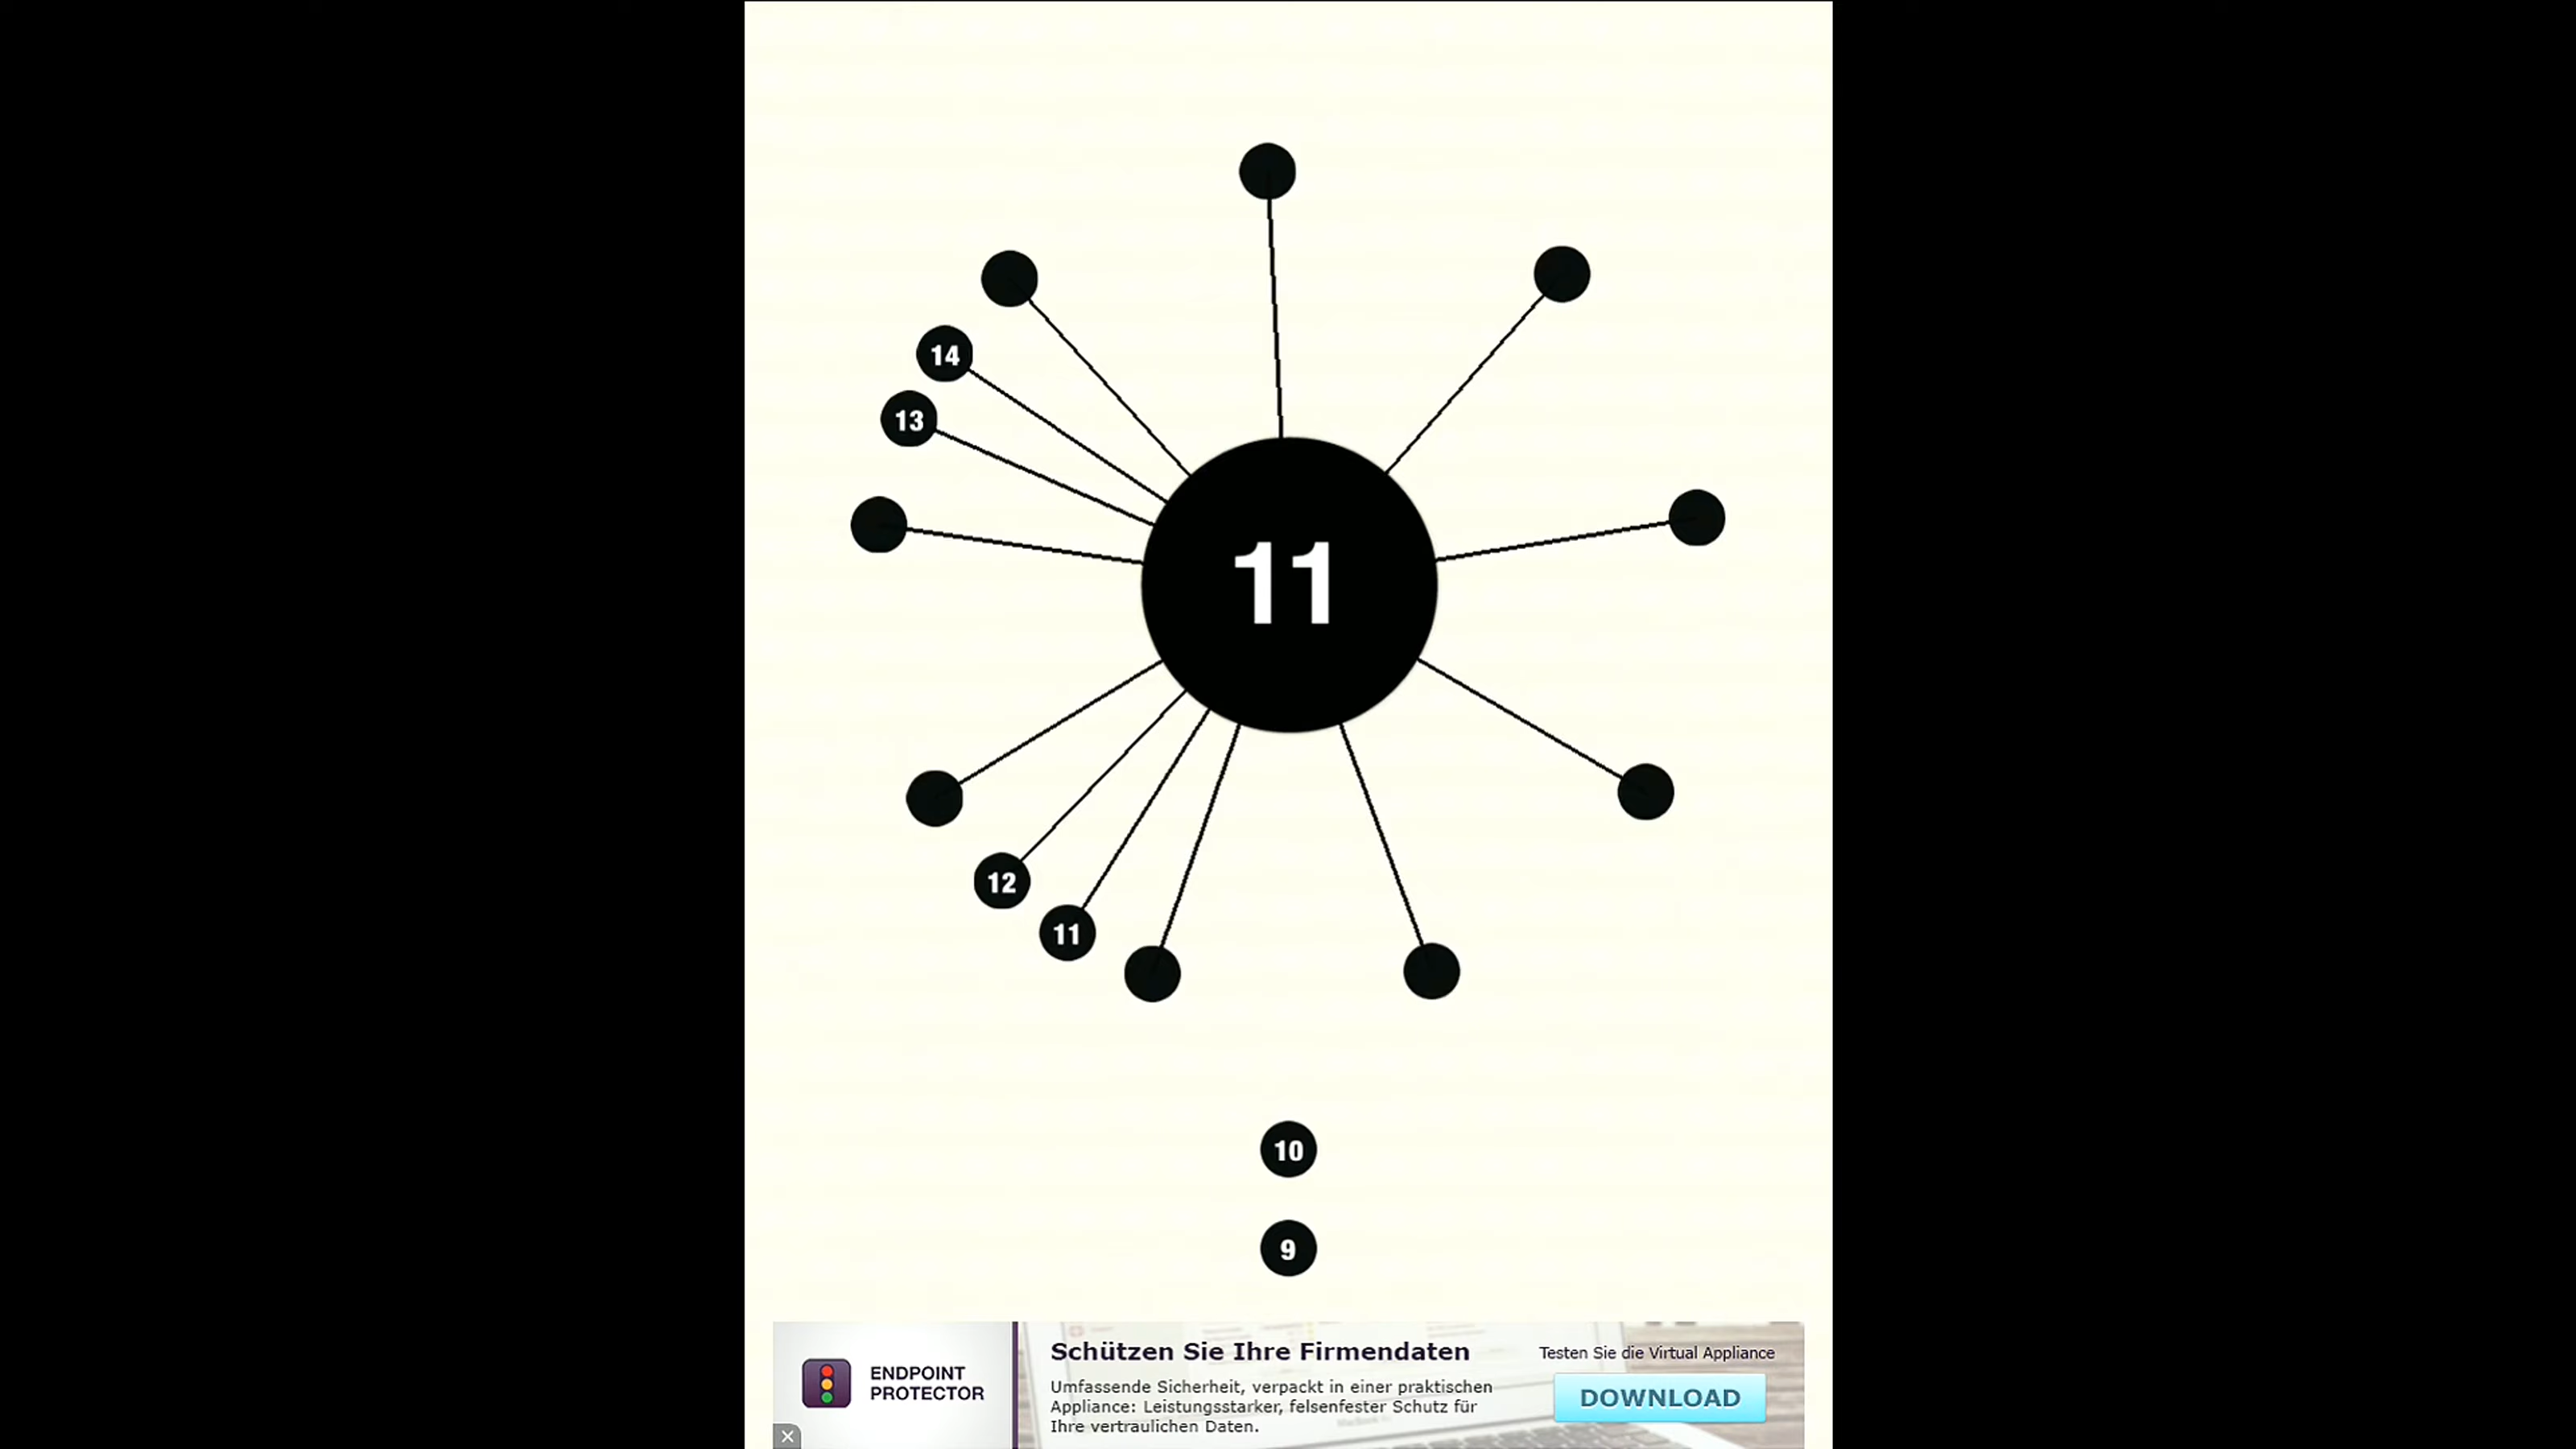 14
13
11
12
11
10
9
ENDPOINT
PROTECTOR
Schützen Sie Ihre Firmendaten
Umfassende Sicherheit, verpackt in einer praktischen
Appliance: Leistungsstarker, felsenfester Schutz für
Ihre vertraulichen Daten.
Testen Sie die Virtual Appliance
DOWNLOAD